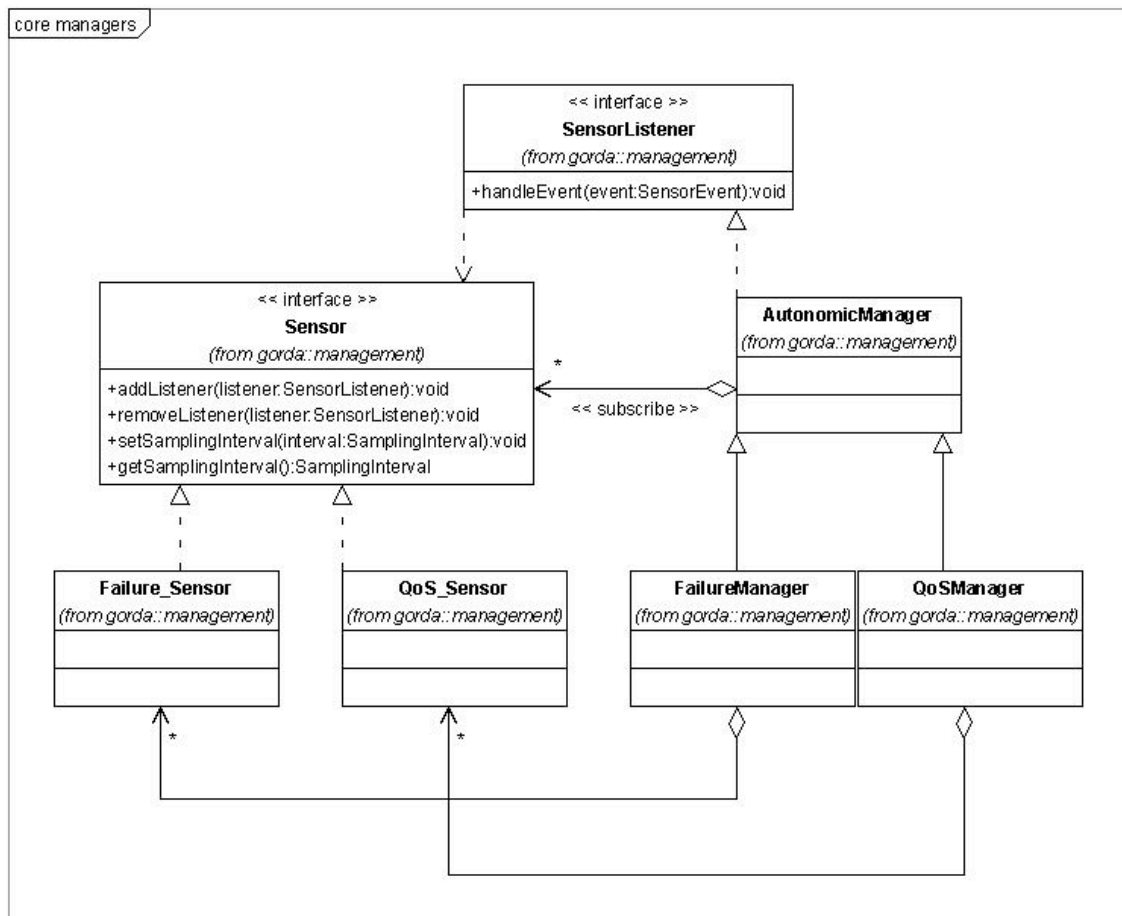 core managers
<< interface >>
SensorListener
(from gorda::management)
+handleEvent(event:SensorEvent):void
<< interface >>
Sensor
(from gorda::management)
+addListener(listener:SensorListener):void
+removeListener(listener:SensorListener):void
+setSamplingInterval(interval:SamplingInterval):void
+getSamplingInterval():SamplingInterval
AutonomicManager
(from gorda::management)
*
<< subscribe >>
Failure_Sensor
(from gorda::management)
QoS_Sensor
(from gorda::management)
FailureManager
(from gorda::management)
QoSManager
(from gorda::management)
*
*